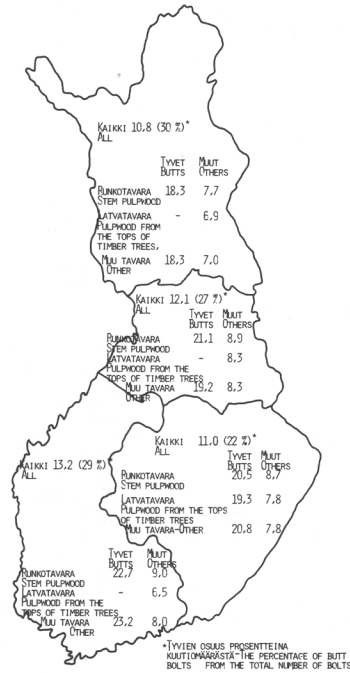 KAIKKI 10,8 (30 %)*
ALL
TYVET MUUT
BUTTS OTHERS
RUNKOTAVARA 18,3 7,7
STEM PULPWOOD
LATVATAVARA - 6,9
PULPWOOD FROM
THE TOPS OF
TIMBER TREES,
MUU TAVARA 18,3 7,0
OTHER
KAIKKI 12,1 (27 %)*
ALL
TYVET MUUT
BUTTS OTHERS
RUNKOTAVARA 21,1 8,9
STEM PULPWOOD
LATVATAVARA - 8,3
PULPWOOD FROM THE
TOPS OF TIMBER TREES
MUU TAVARA 19,2 8,3
OTHER
KAIKKI 11,0 (22 %)*
ALL
TYVET MUUT
BUTTS OTHERS
RUNKOTAVARA 20,5 8,7
STEM PULPWOOD
LATVATAVARA 19,3 7,8
PULPWOOD FROM THE TOPS
OF TIMBER TREES
MUU TAVARA-OTHER 20,8 7,8
KAIKKI 13,2 (29 %)*
ALL
TYVET MUUT
BUTTS OTHERS
RUNKOTAVARA 22,7 9,0
STEM PULPWOOD
LATVATAVARA - 6,5
PULPWOOD FROM THE
TOPS OF TIMBER TREES
MUU TAVARA 23,2 8,0
OTHER
*TYVIEN OSUUS PROSENTTEINA
KUUTIOMÄÄRÄSTÄ-THE PERCENTAGE OF BUTT
BOLTS FROM THE TOTAL NUMBER OF BOLTS